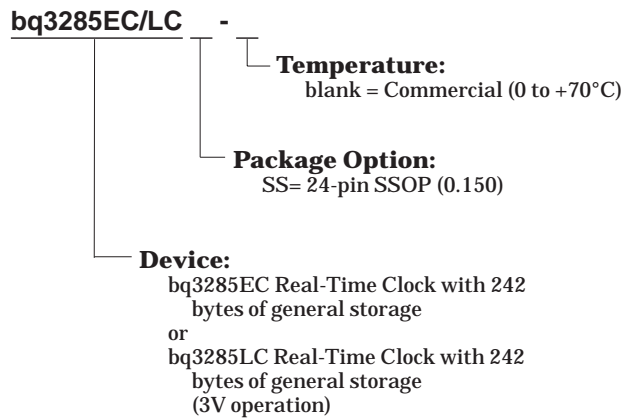 bq3285EC/LC __ - __
Temperature:
blank = Commercial (0 to +70°C)
Package Option:
SS= 24-pin SSOP (0.150)
Device:
bq3285EC Real-Time Clock with 242
bytes of general storage
or
bq3285LC Real-Time Clock with 242
bytes of general storage
(3V operation)